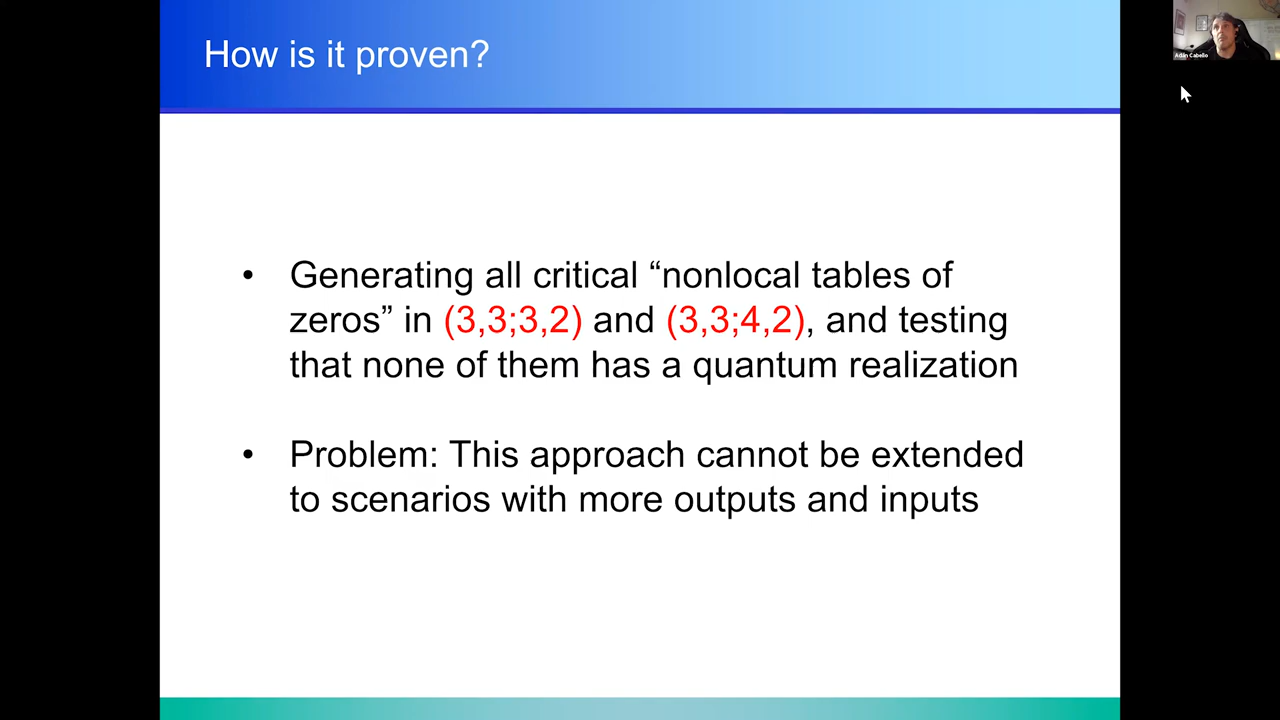 How is it proven?
Adán Cabello
• Generating all critical “nonlocal tables of
zeros” in (3,3;3,2) and (3,3;4,2), and testing
that none of them has a quantum realization
• Problem: This approach cannot be extended
to scenarios with more outputs and inputs